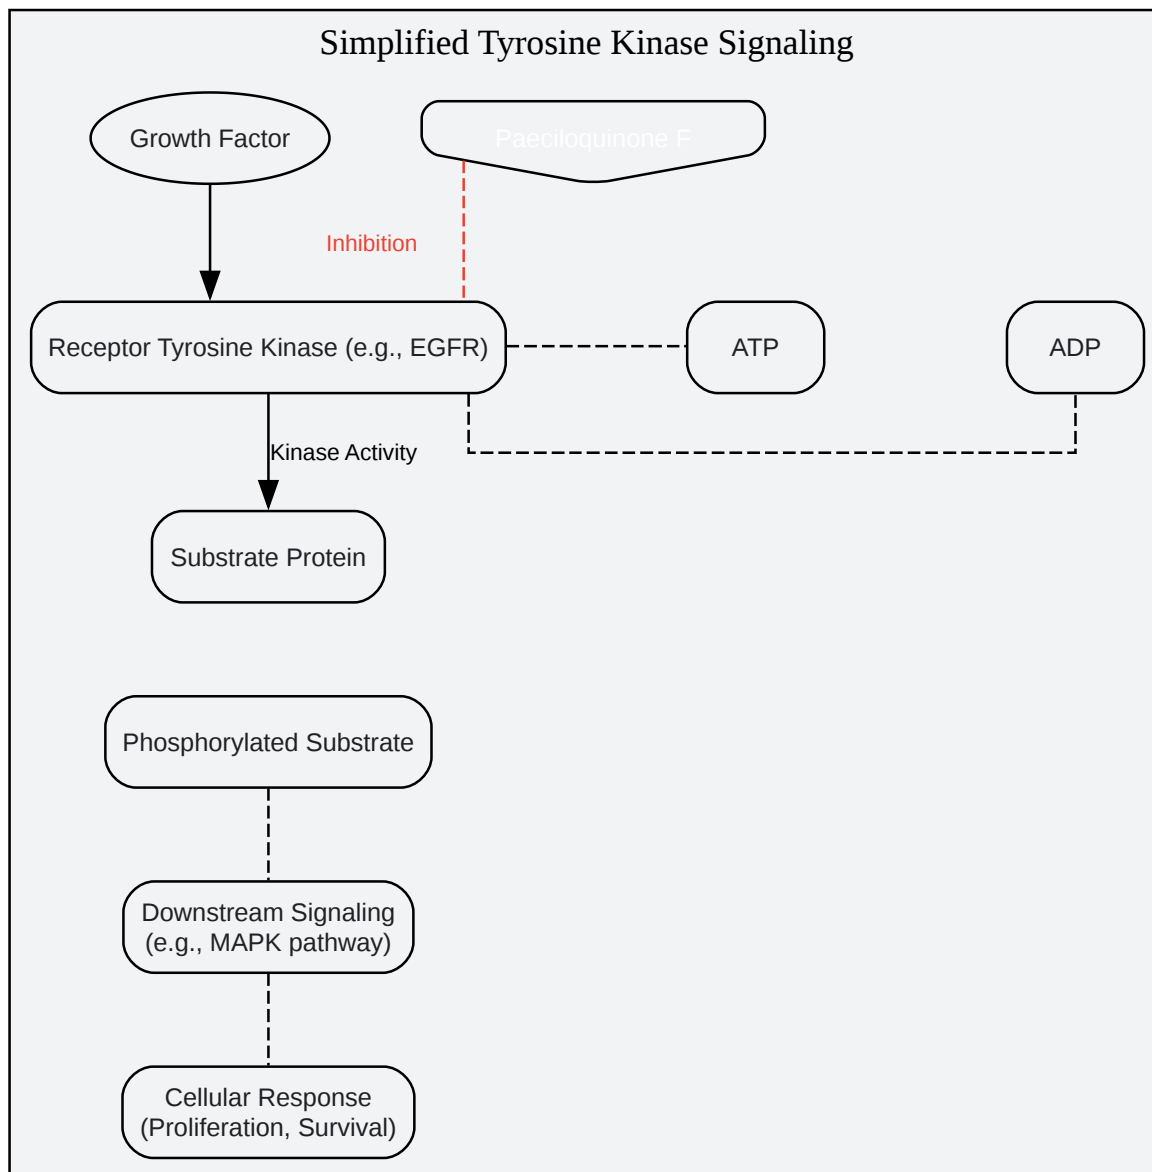 Simplified Tyrosine Kinase Signaling
Growth Factor
Paeciloquinone F
Inhibition
Receptor Tyrosine Kinase (e.g., EGFR)
ATP
ADP
Kinase Activity
Substrate Protein
Phosphorylated Substrate
Downstream Signaling
(e.g., MAPK pathway)
Cellular Response
(Proliferation, Survival)